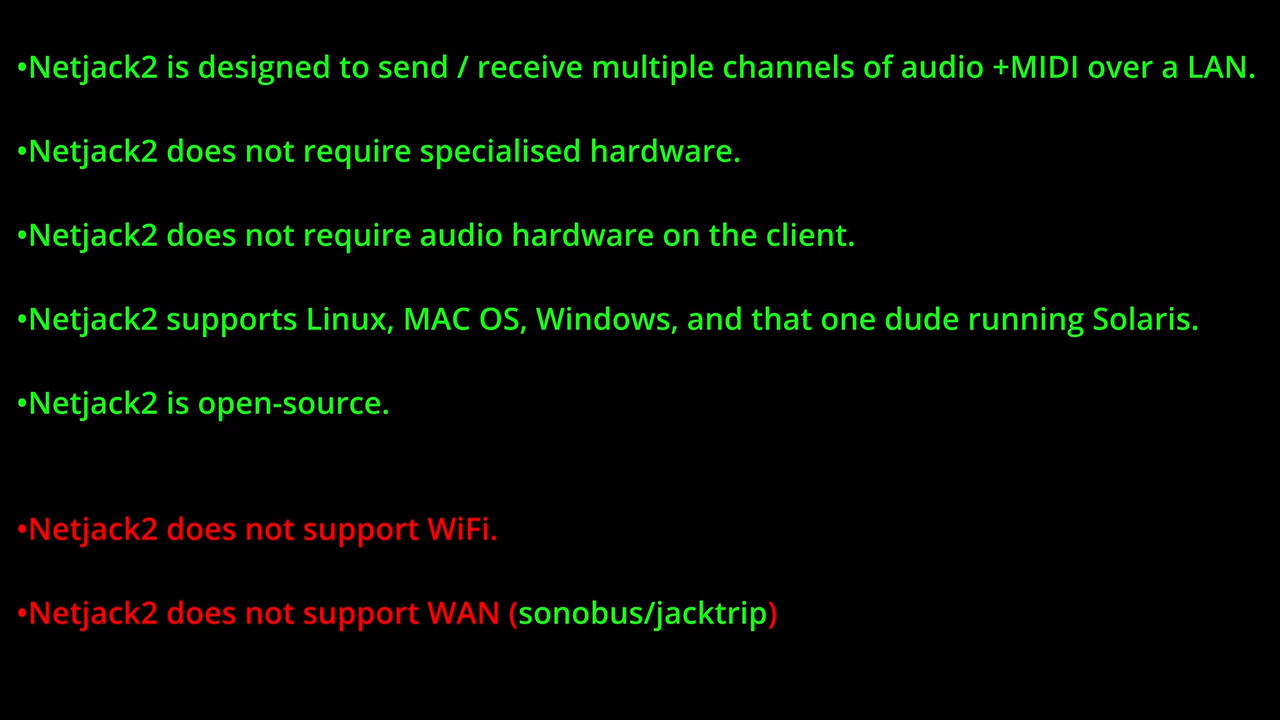 •Netjack2 is designed to send / receive multiple channels of audio +MIDI over a LAN.
•Netjack2 does not require specialised hardware.
•Netjack2 does not require audio hardware on the client.
•Netjack2 supports Linux, MAC OS, Windows, and that one dude running Solaris.
•Netjack2 is open-source.
•Netjack2 does not support WiFi.
•Netjack2 does not support WAN (sonobus/jacktrip)